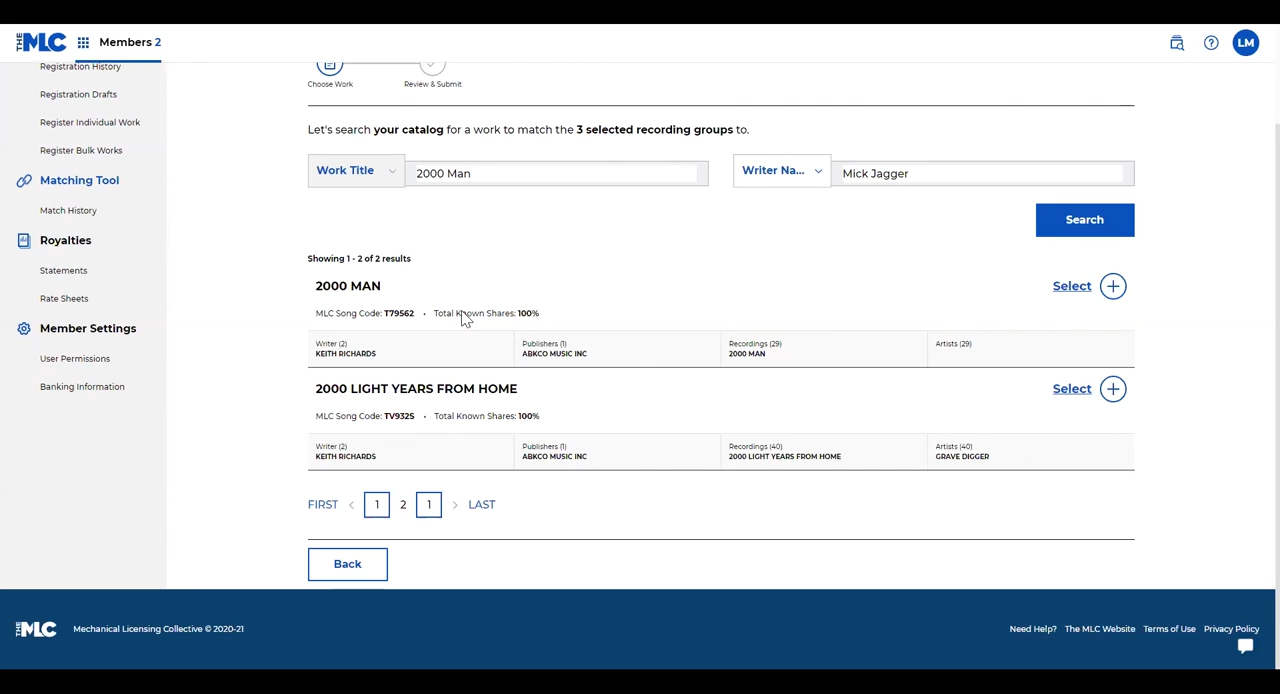 THE MLC Members 2 LM
Registration History
Registration Drafts
Register Individual Work
Register Bulk Works
Matching Tool
Match History
Royalties
Statements
Rate Sheets
Member Settings
User Permissions
Banking Information
Choose Work Review & Submit
Let's search your catalog for a work to match the 3 selected recording groups to.
Work Title 2000 Man Writer Na... Mick Jagger
Search
Showing 1 - 2 of 2 results
2000 MAN Select
MLC Song Code: T79562 • Total Known Shares: 100%
Writer (2) Publishers (1) Recordings (29) Artists (29)
KEITH RICHARDS ABKCO MUSIC INC 2000 MAN
2000 LIGHT YEARS FROM HOME Select
MLC Song Code: TV932S • Total Known Shares: 100%
Writer (2) Publishers (1) Recordings (40) Artists (40)
KEITH RICHARDS ABKCO MUSIC INC 2000 LIGHT YEARS FROM HOME GRAVE DIGGER
FIRST < 1 2 1 > LAST
Back
THE MLC Mechanical Licensing Collective © 2020-21 Need Help? The MLC Website Terms of Use Privacy Policy